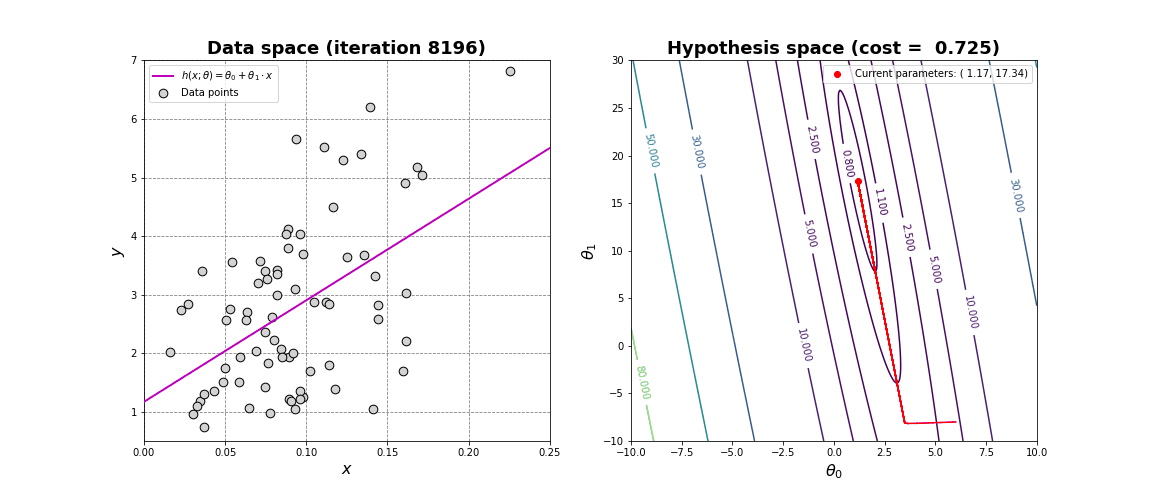 Data space (iteration 8196)
h(x; θ) = θ₀ + θ₁ · x
Data points
7
6
5
4
3
2
1
y
0.00 0.05 0.10 0.15 0.20 0.25
x
Hypothesis space (cost =  0.725)
Current parameters: ( 1.17, 17.34)
30
25
20
15
10
5
0
−5
−10
θ₁
50.000
30.000
2.500
0.800
1.100
30.000
5.000
2.500
5.000
10.000
10.000
80.000
−10.0 −7.5 −5.0 −2.5 0.0 2.5 5.0 7.5 10.0
θ₀